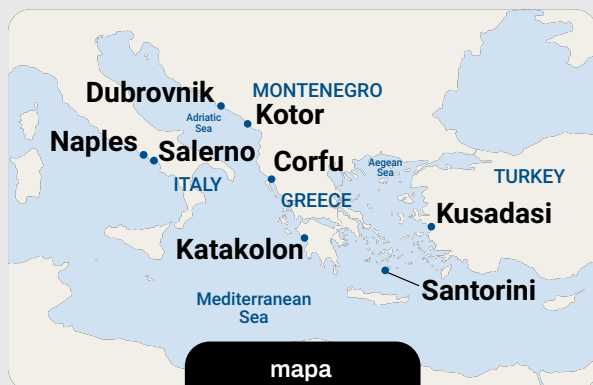 Dubrovnik
MONTENEGRO
Adriatic
Sea
Kotor
Naples
Salerno
Corfu
Aegean
Sea
ITALY
TURKEY
GREECE
Kusadasi
Katakolon
Santorini
Mediterranean
Sea
mapa